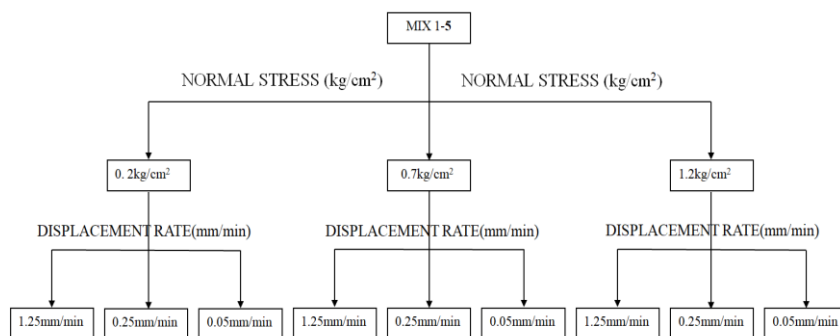 MIX 1-5
NORMAL STRESS (kg/cm²) NORMAL STRESS (kg/cm²)
0. 2kg/cm² 0.7kg/cm² 1.2kg/cm²
DISPLACEMENT RATE(mm/min) DISPLACEMENT RATE(mm/min) DISPLACEMENT RATE(mm/min)
1.25mm/min 0.25mm/min 0.05mm/min 1.25mm/min 0.25mm/min 0.05mm/min 1.25mm/min 0.25mm/min 0.05mm/min